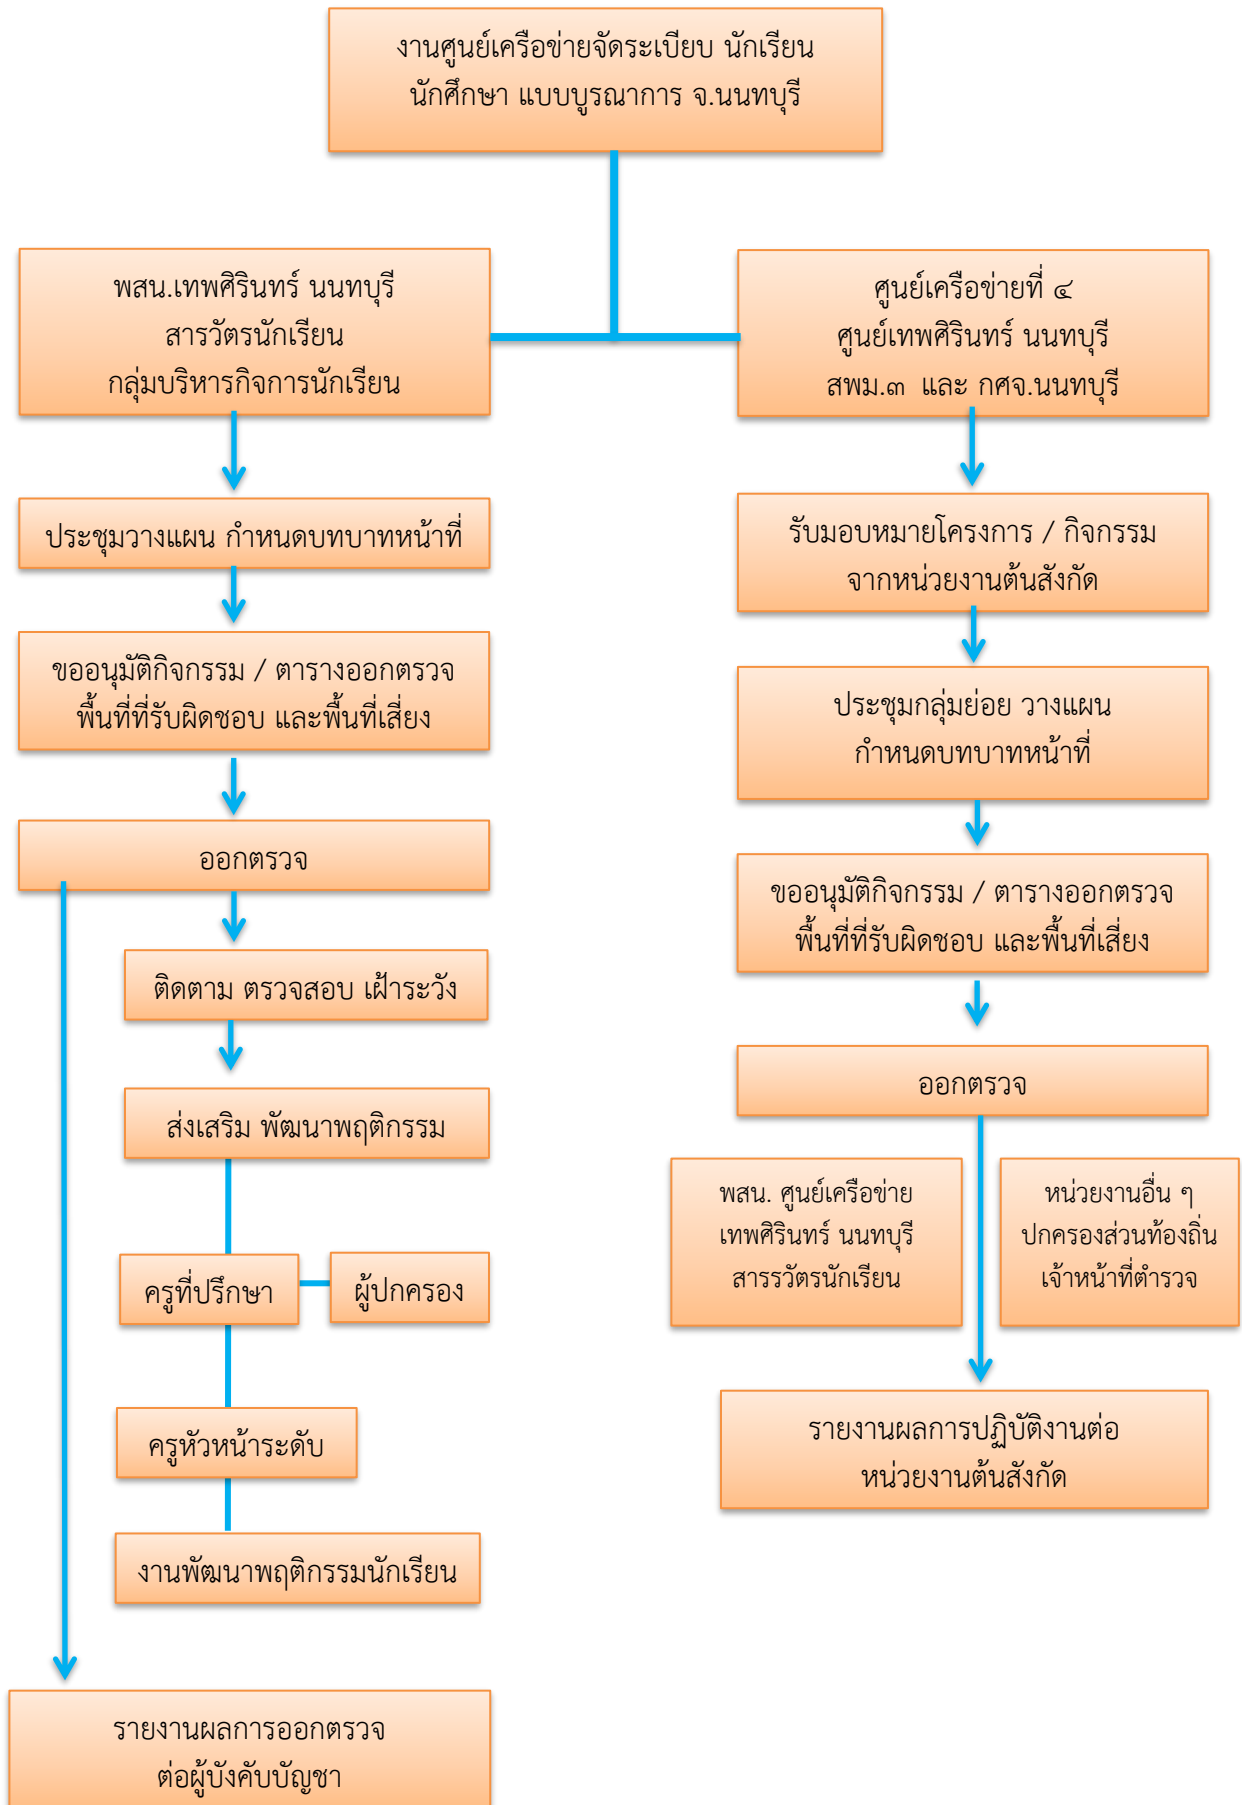 งานศูนย์เครือข่ายจัดระเบียบ นักเรียน
นักศึกษา แบบบูรณาการ จ.นนทบุรี
พสน.เทพศิรินทร์ นนทบุรี
สารวัตรนักเรียน
กลุ่มบริหารกิจการนักเรียน
ประชุมวางแผน กำหนดบทบาทหน้าที่
ขออนุมัติกิจกรรม / ตารางออกตรวจ
พื้นที่ที่รับผิดชอบ และพื้นที่เสี่ยง
ออกตรวจ
ติดตาม ตรวจสอบ เฝ้าระวัง
ส่งเสริม พัฒนาพฤติกรรม
ครูที่ปรึกษา
ผู้ปกครอง
ครูหัวหน้าระดับ
งานพัฒนาพฤติกรรมนักเรียน
รายงานผลการออกตรวจ
ต่อผู้บังคับบัญชา
ศูนย์เครือข่ายที่ ๔
ศูนย์เทพศิรินทร์ นนทบุรี
สพม.๓ และ กศจ.นนทบุรี
รับมอบหมายโครงการ / กิจกรรม
จากหน่วยงานต้นสังกัด
ประชุมกลุ่มย่อย วางแผน
กำหนดบทบาทหน้าที่
ขออนุมัติกิจกรรม / ตารางออกตรวจ
พื้นที่ที่รับผิดชอบ และพื้นที่เสี่ยง
ออกตรวจ
พสน. ศูนย์เครือข่าย
เทพศิรินทร์ นนทบุรี
สารรวัตรนักเรียน
หน่วยงานอื่น ๆ
ปกครองส่วนท้องถิ่น
เจ้าหน้าที่ตำรวจ
รายงานผลการปฏิบัติงานต่อ
หน่วยงานต้นสังกัด